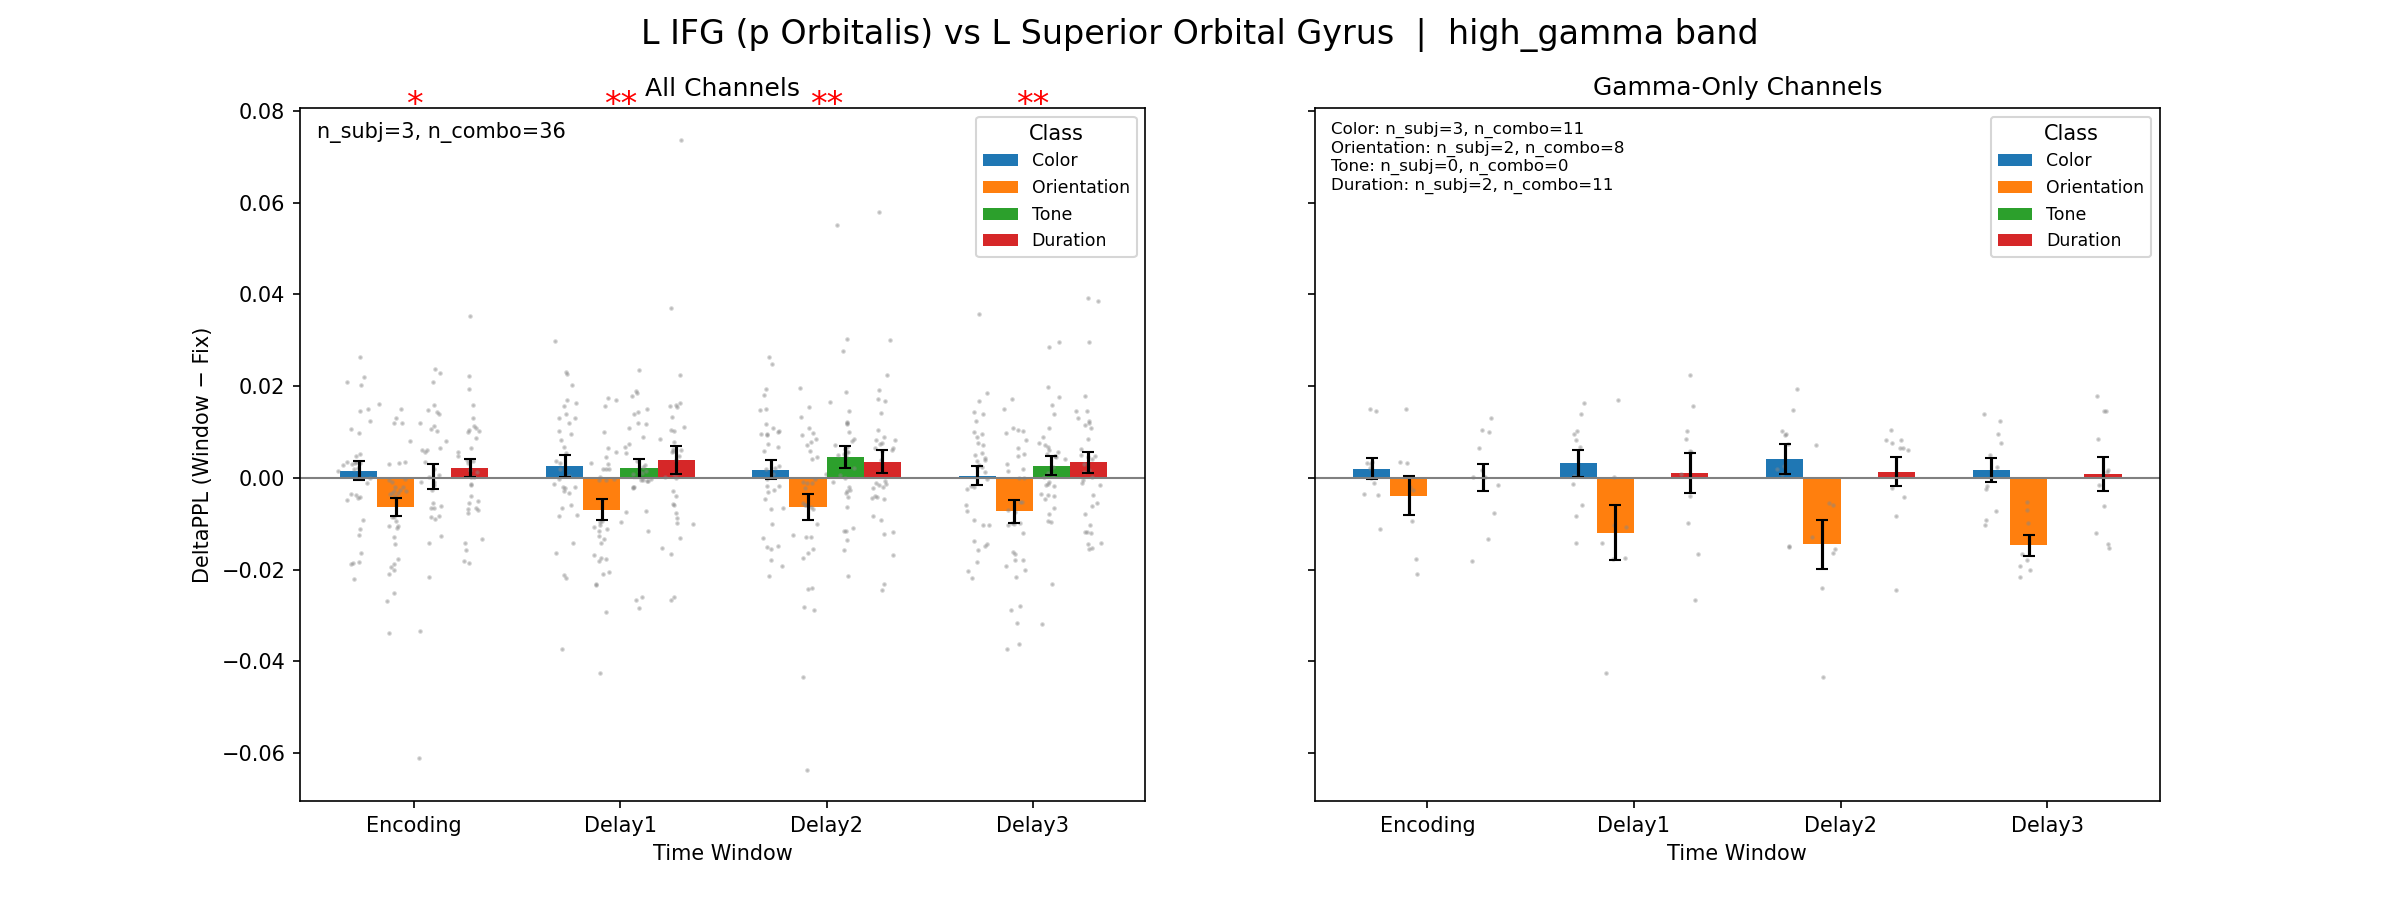 L IFG (p Orbitalis) vs L Superior Orbital Gyrus | high_gamma band
All Channels
* ** ** **
n_subj=3, n_combo=36
Class
Color
Orientation
Tone
Duration
0.08
0.06
0.04
0.02
0.00
−0.02
−0.04
−0.06
DeltaPPL (Window − Fix)
Encoding Delay1 Delay2 Delay3
Time Window
Gamma-Only Channels
Color: n_subj=3, n_combo=11
Orientation: n_subj=2, n_combo=8
Tone: n_subj=0, n_combo=0
Duration: n_subj=2, n_combo=11
Class
Color
Orientation
Tone
Duration
Encoding Delay1 Delay2 Delay3
Time Window